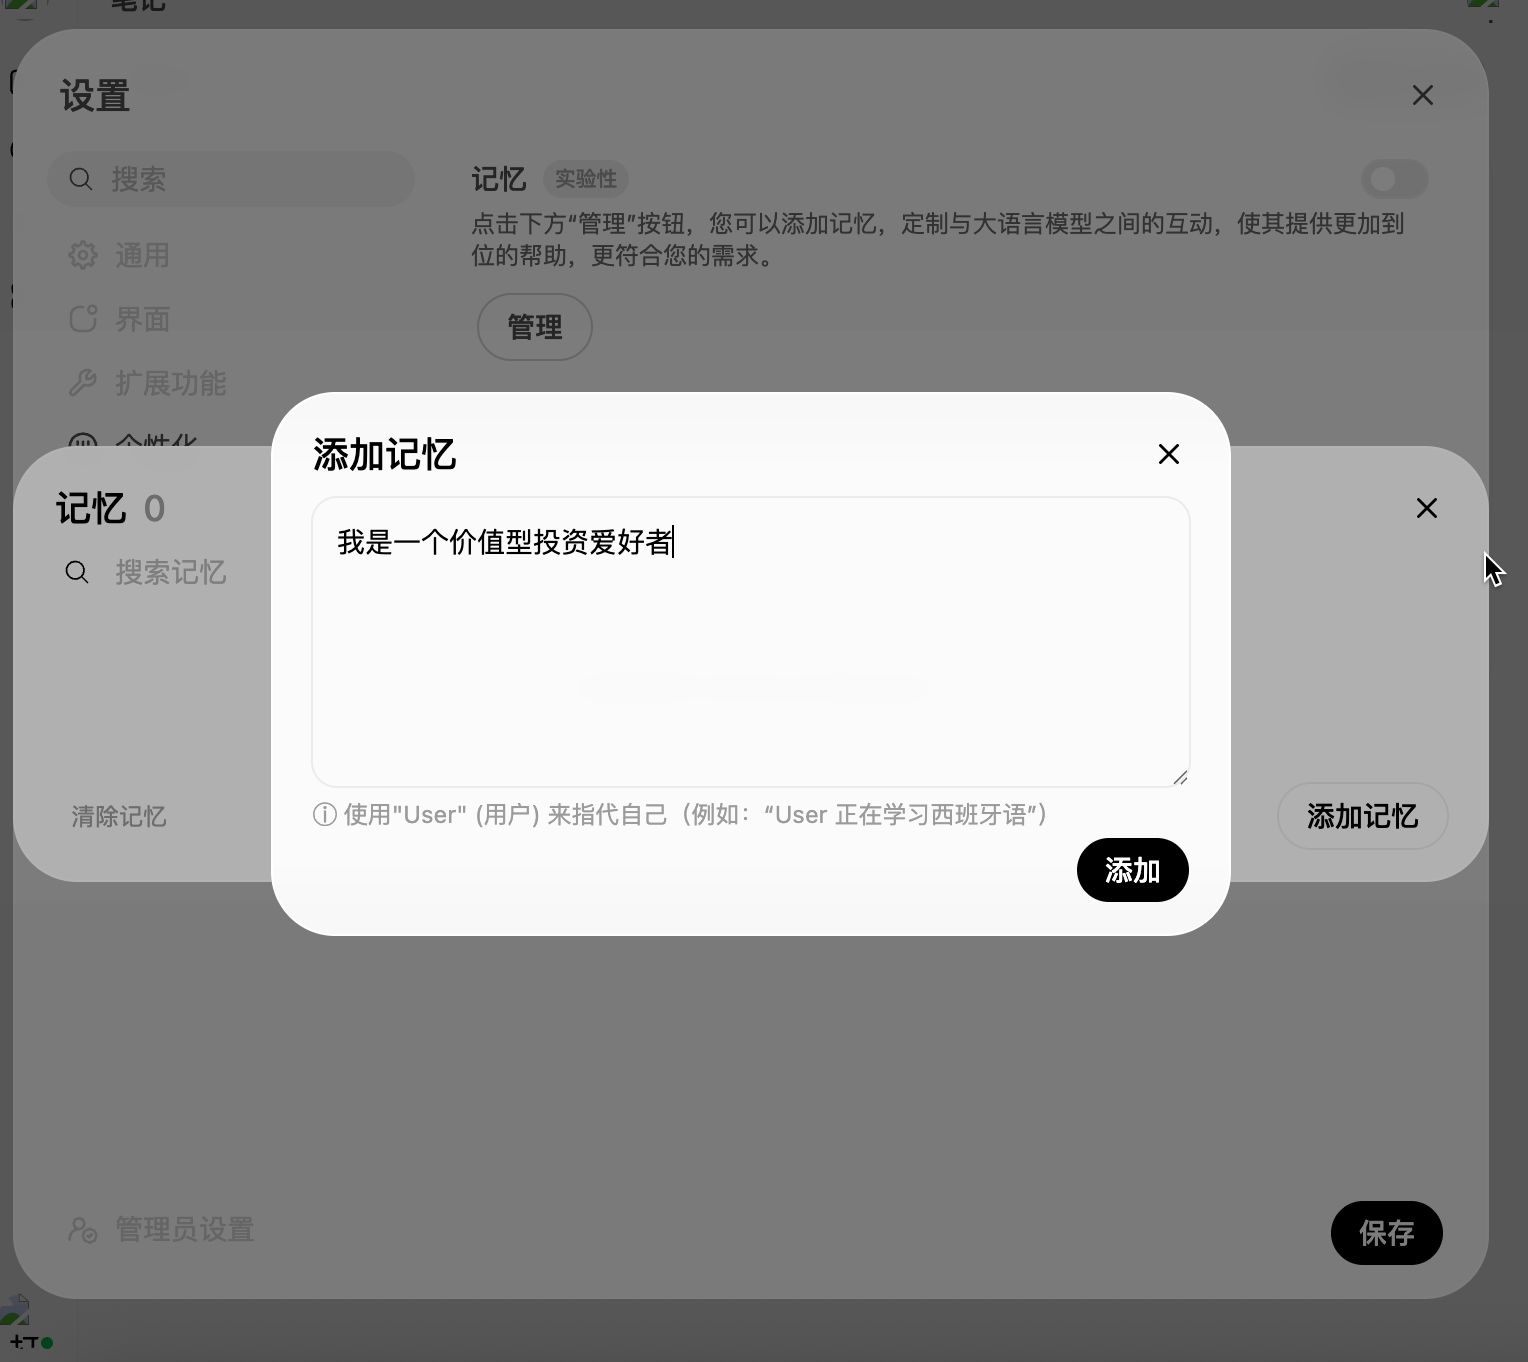 笔记
设置
搜索
记忆 实验性
点击下方“管理”按钮，您可以添加记忆，定制与大语言模型之间的互动，使其提供更加到
位的帮助，更符合您的需求。
通用
界面
管理
扩展功能
个性化
添加记忆
记忆 0
我是一个价值型投资爱好者
搜索记忆
清除记忆
使用"User" (用户) 来指代自己（例如：“User 正在学习西班牙语”）
添加记忆
添加
管理员设置
保存